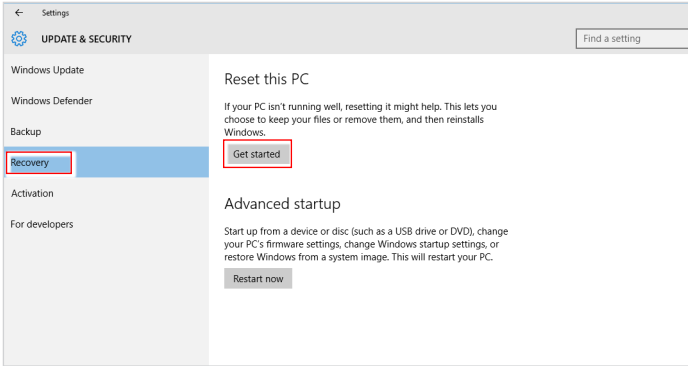 Settings
UPDATE & SECURITY
Find a setting
Windows Update
Windows Defender
Backup
Recovery
Activation
For developers
Reset this PC
If your PC isn't running well, resetting it might help. This lets you
choose to keep your files or remove them, and then reinstalls
Windows.
Get started
Advanced startup
Start up from a device or disc (such as a USB drive or DVD), change
your PC's firmware settings, change Windows startup settings, or
restore Windows from a system image. This will restart your PC.
Restart now